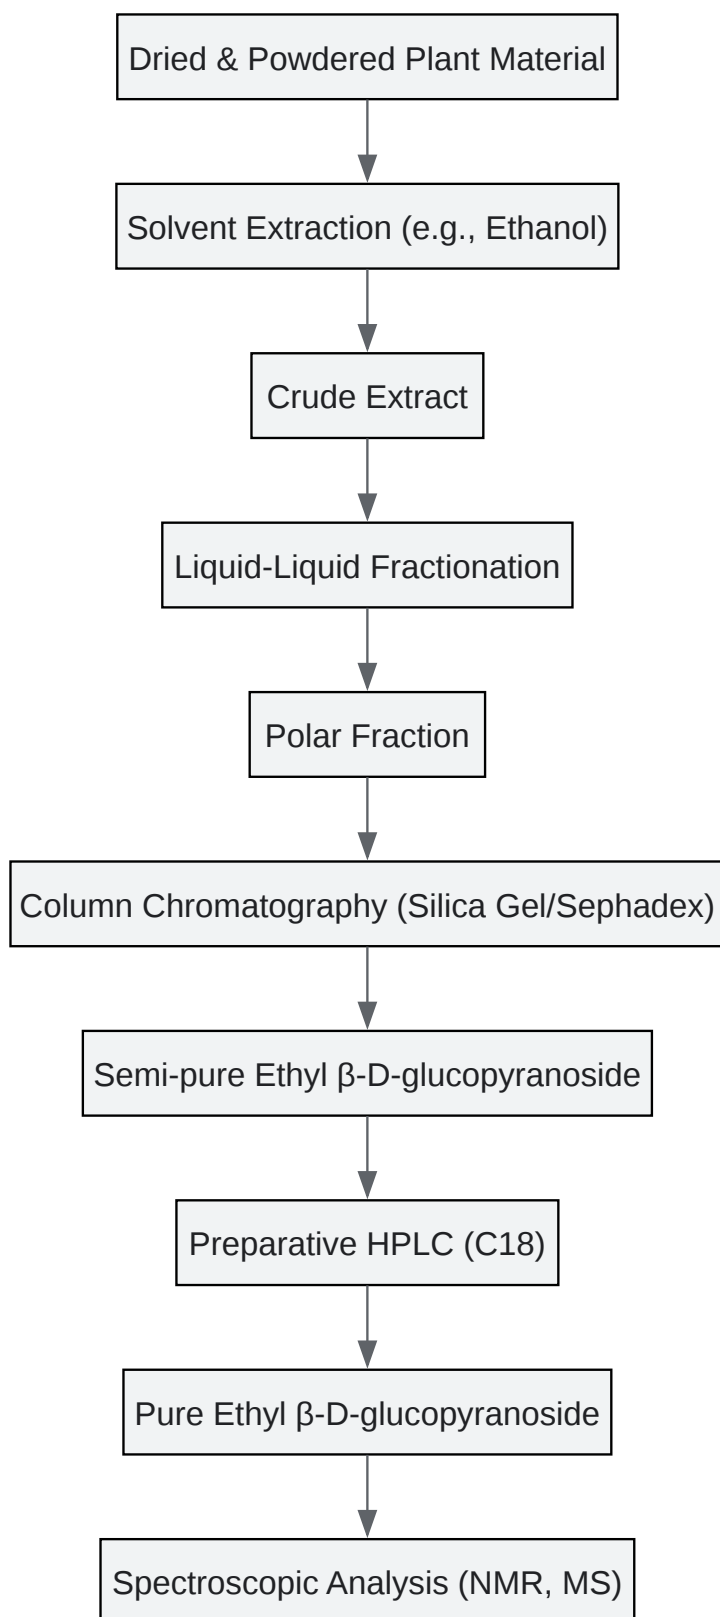 Dried & Powdered Plant Material
Solvent Extraction (e.g., Ethanol)
Crude Extract
Liquid-Liquid Fractionation
Polar Fraction
Column Chromatography (Silica Gel/Sephadex)
Semi-pure Ethyl β-D-glucopyranoside
Preparative HPLC (C18)
Pure Ethyl β-D-glucopyranoside
Spectroscopic Analysis (NMR, MS)